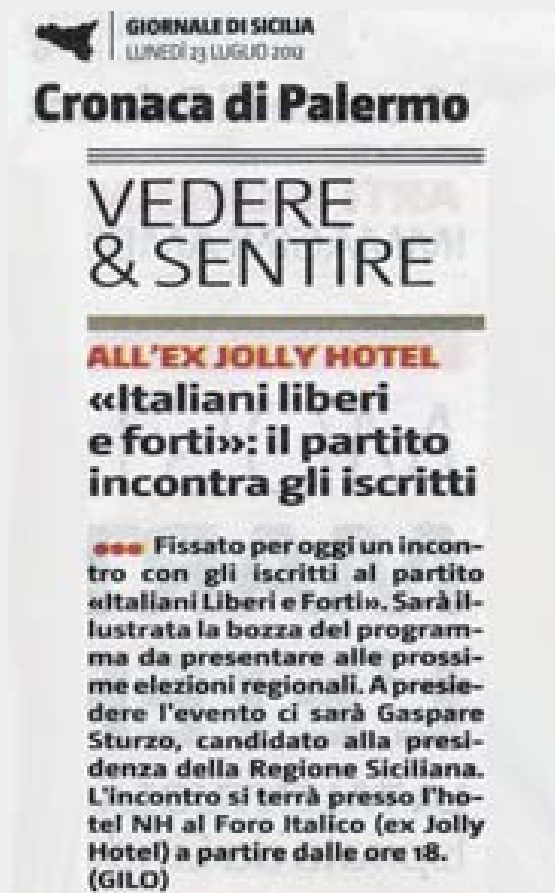 GIORNALE DI SICILIA
LUNEDÌ 23 LUGLIO 2012
Cronaca di Palermo
VEDERE
& SENTIRE
ALL'EX JOLLY HOTEL
«Italiani liberi
e forti»: il partito
incontra gli iscritti
••• Fissato per oggi un incon-
tro con gli iscritti al partito
«Italiani Liberi e Forti». Sarà il-
lustrata la bozza del program-
ma da presentare alle prossi-
me elezioni regionali. A presie-
dere l'evento ci sarà Gaspare
Sturzo, candidato alla presi-
denza della Regione Siciliana.
L'incontro si terrà presso l'ho-
tel NH al Foro Italico (ex Jolly
Hotel) a partire dalle ore 18.
(GILO)